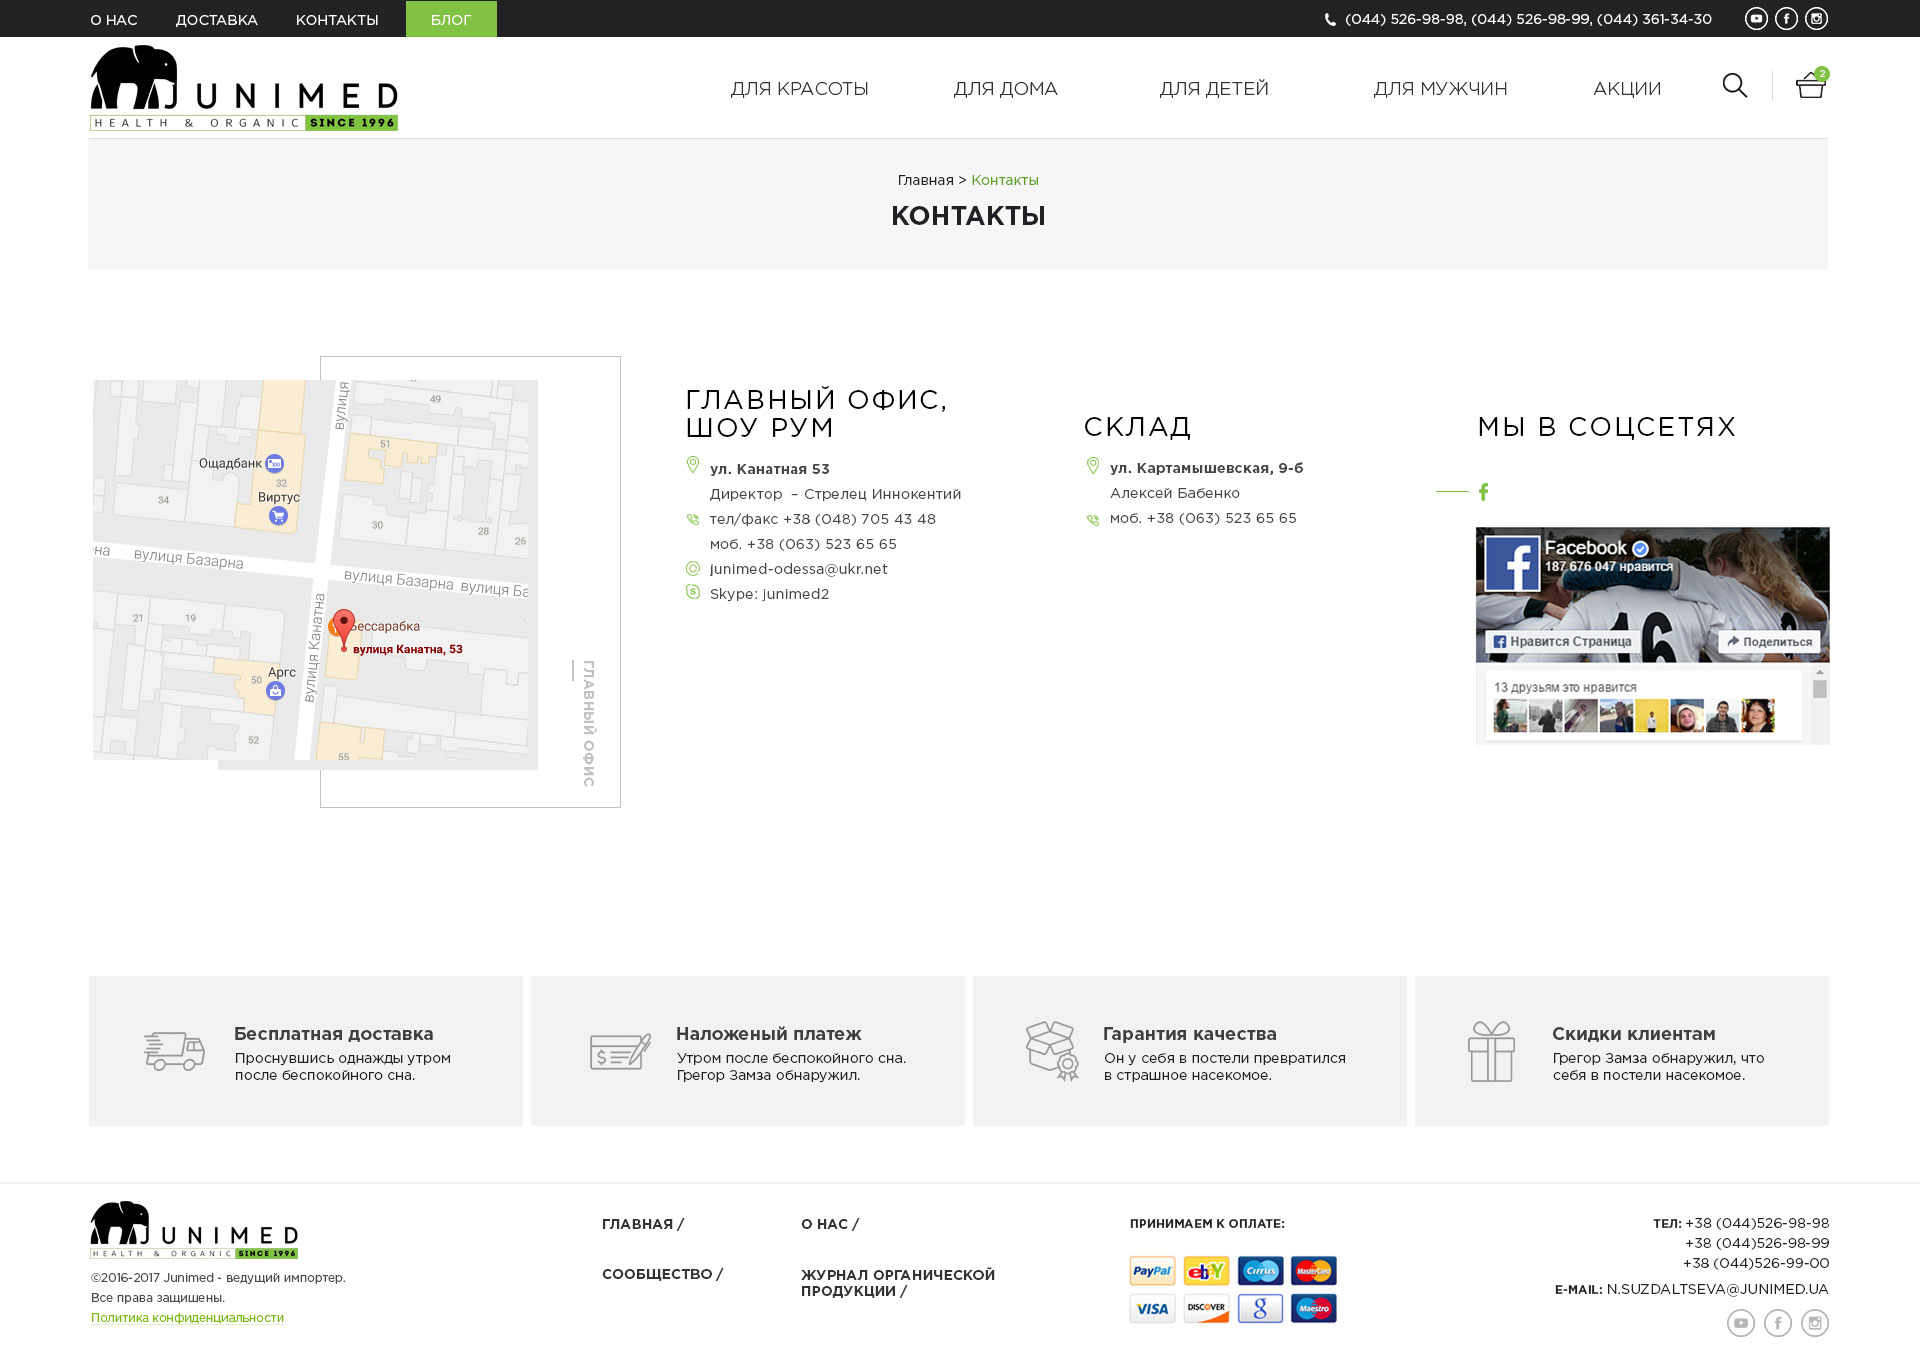 О НАС ДОСТАВКА КОНТАКТЫ БЛОГ (044) 526-98-98, (044) 526-98-99, (044) 361-34-30
JUNIMED
HEALTH & ORGANIC SINCE 1996
ДЛЯ КРАСОТЫ ДЛЯ ДОМА ДЛЯ ДЕТЕЙ ДЛЯ МУЖЧИН АКЦИИ 2
Главная > Контакты
КОНТАКТЫ
вулиця
49
51
Ощадбанк
32
34
Виртус
30
28
26
вулиця Базарна
вулиця Базарна вулиця Ба
21
19
вулиця Канатна
Бессарабка
вулиця Канатна, 53
Аргс
50
52
55
ГЛАВНЫЙ ОФИС
ГЛАВНЫЙ ОФИС,
ШОУ РУМ
ул. Канатная 53
Директор – Стрелец Иннокентий
тел/факс +38 (048) 705 43 48
моб. +38 (063) 523 65 65
junimed-odessa@ukr.net
Skype: junimed2
СКЛАД
ул. Картамышевская, 9-б
Алексей Бабенко
моб. +38 (063) 523 65 65
МЫ В СОЦСЕТЯХ
Facebook
187 676 047 нравится
16
Нравится Страница
Поделиться
13 друзьям это нравится
Бесплатная доставка
Проснувшись однажды утром
после беспокойного сна.
Наложеный платеж
Утром после беспокойного сна.
Грегор Замза обнаружил.
Гарантия качества
Он у себя в постели превратился
в страшное насекомое.
Скидки клиентам
Грегор Замза обнаружил, что
себя в постели насекомое.
JUNIMED
HEALTH & ORGANIC SINCE 1996
©2016-2017 Junimed - ведущий импортер.
Все права защищены.
Политика конфиденциальности
ГЛАВНАЯ /
СООБЩЕСТВО /
О НАС /
ЖУРНАЛ ОРГАНИЧЕСКОЙ
ПРОДУКЦИИ /
ПРИНИМАЕМ К ОПЛАТЕ:
PayPal ebY Cirrus MasterCard
VISA DISCOVER g Maestro
ТЕЛ: +38 (044)526-98-98
+38 (044)526-98-99
+38 (044)526-99-00
E-MAIL: N.SUZDALTSEVA@JUNIMED.UA